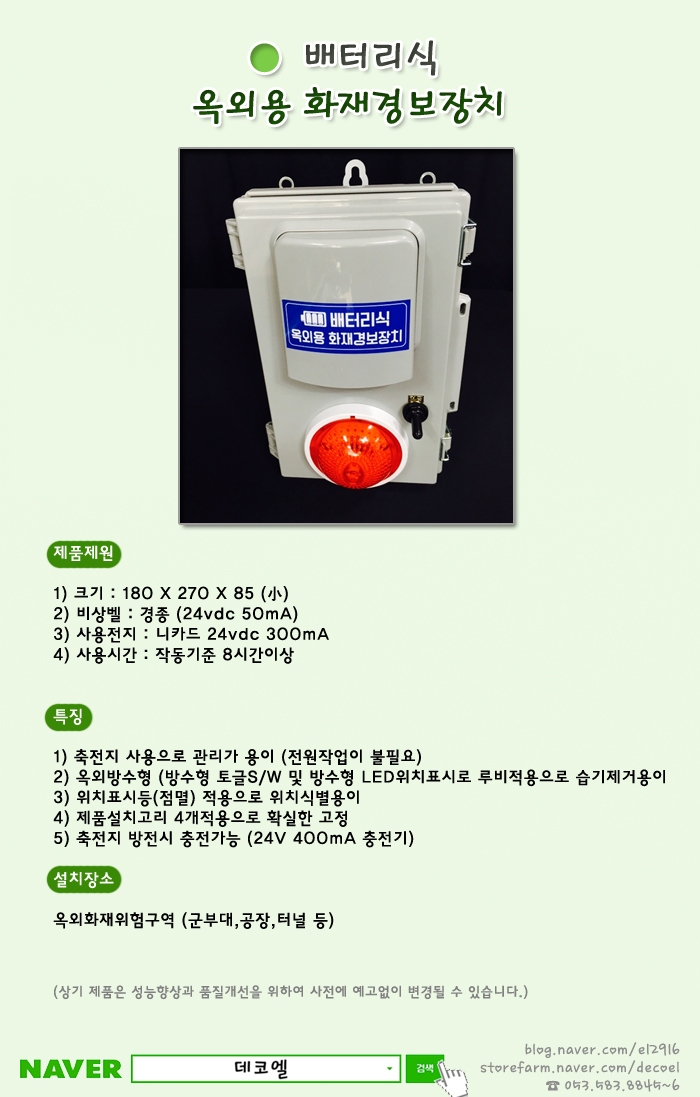 배터리식
옥외용 화재경보장치
배터리식
옥외용 화재경보장치
제품제원
1) 크기 : 180 X 270 X 85 (小)
2) 비상벨 : 경종 (24vdc 50mA)
3) 사용전지 : 니카드 24vdc 300mA
4) 사용시간 : 작동기준 8시간이상
특징
1) 축전지 사용으로 관리가 용이 (전원작업이 불필요)
2) 옥외방수형 (방수형 토글S/W 및 방수형 LED위치표시로 루비적용으로 습기제거용이
3) 위치표시등(점멸) 적용으로 위치식별용이
4) 제품설치고리 4개적용으로 확실한 고정
5) 축전지 방전시 충전가능 (24V 400mA 충전기)
설치장소
옥외화재위험구역 (군부대,공장,터널 등)
(상기 제품은 성능향상과 품질개선을 위하여 사전에 예고없이 변경될 수 있습니다.)
NAVER 데코엘 검색
blog.naver.com/el2916
storefarm.naver.com/decoel
☎ 053.583.8845~6